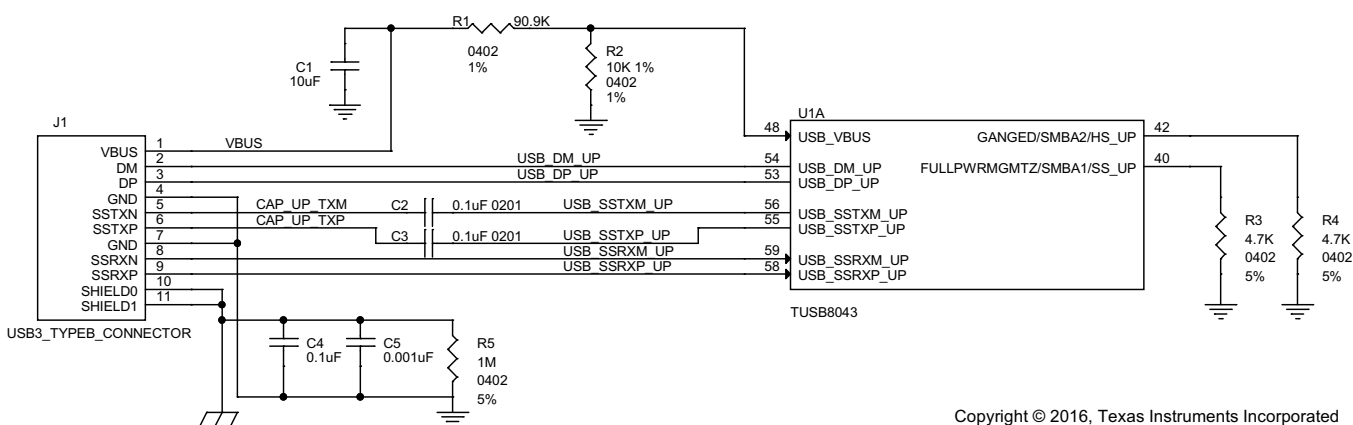 R1 90.9K
0402
1%
C1
10uF
R2
10K 1%
0402
1%
J1
VBUS 1 VBUS
DM 2
DP 3
GND 4
SSTXN 5
SSTXP 6
GND 7
SSRXN 8
SSRXP 9
SHIELD0 10
SHIELD1 11
USB3_TYPEB_CONNECTOR
USB_DM_UP
USB_DP_UP
CAP_UP_TXM C2 0.1uF 0201 USB_SSTXM_UP
CAP_UP_TXP
C3 0.1uF 0201 USB_SSTXP_UP
USB_SSRXM_UP
USB_SSRXP_UP
U1A
48 USB_VBUS
54 USB_DM_UP
53 USB_DP_UP
56 USB_SSTXM_UP
55 USB_SSTXP_UP
59 USB_SSRXM_UP
58 USB_SSRXP_UP
GANGED/SMBA2/HS_UP 42
FULLPWRMGMTZ/SMBA1/SS_UP 40
TUSB8043
R3
4.7K
0402
5%
R4
4.7K
0402
5%
C4
0.1uF
C5
0.001uF
R5
1M
0402
5%
Copyright © 2016, Texas Instruments Incorporated